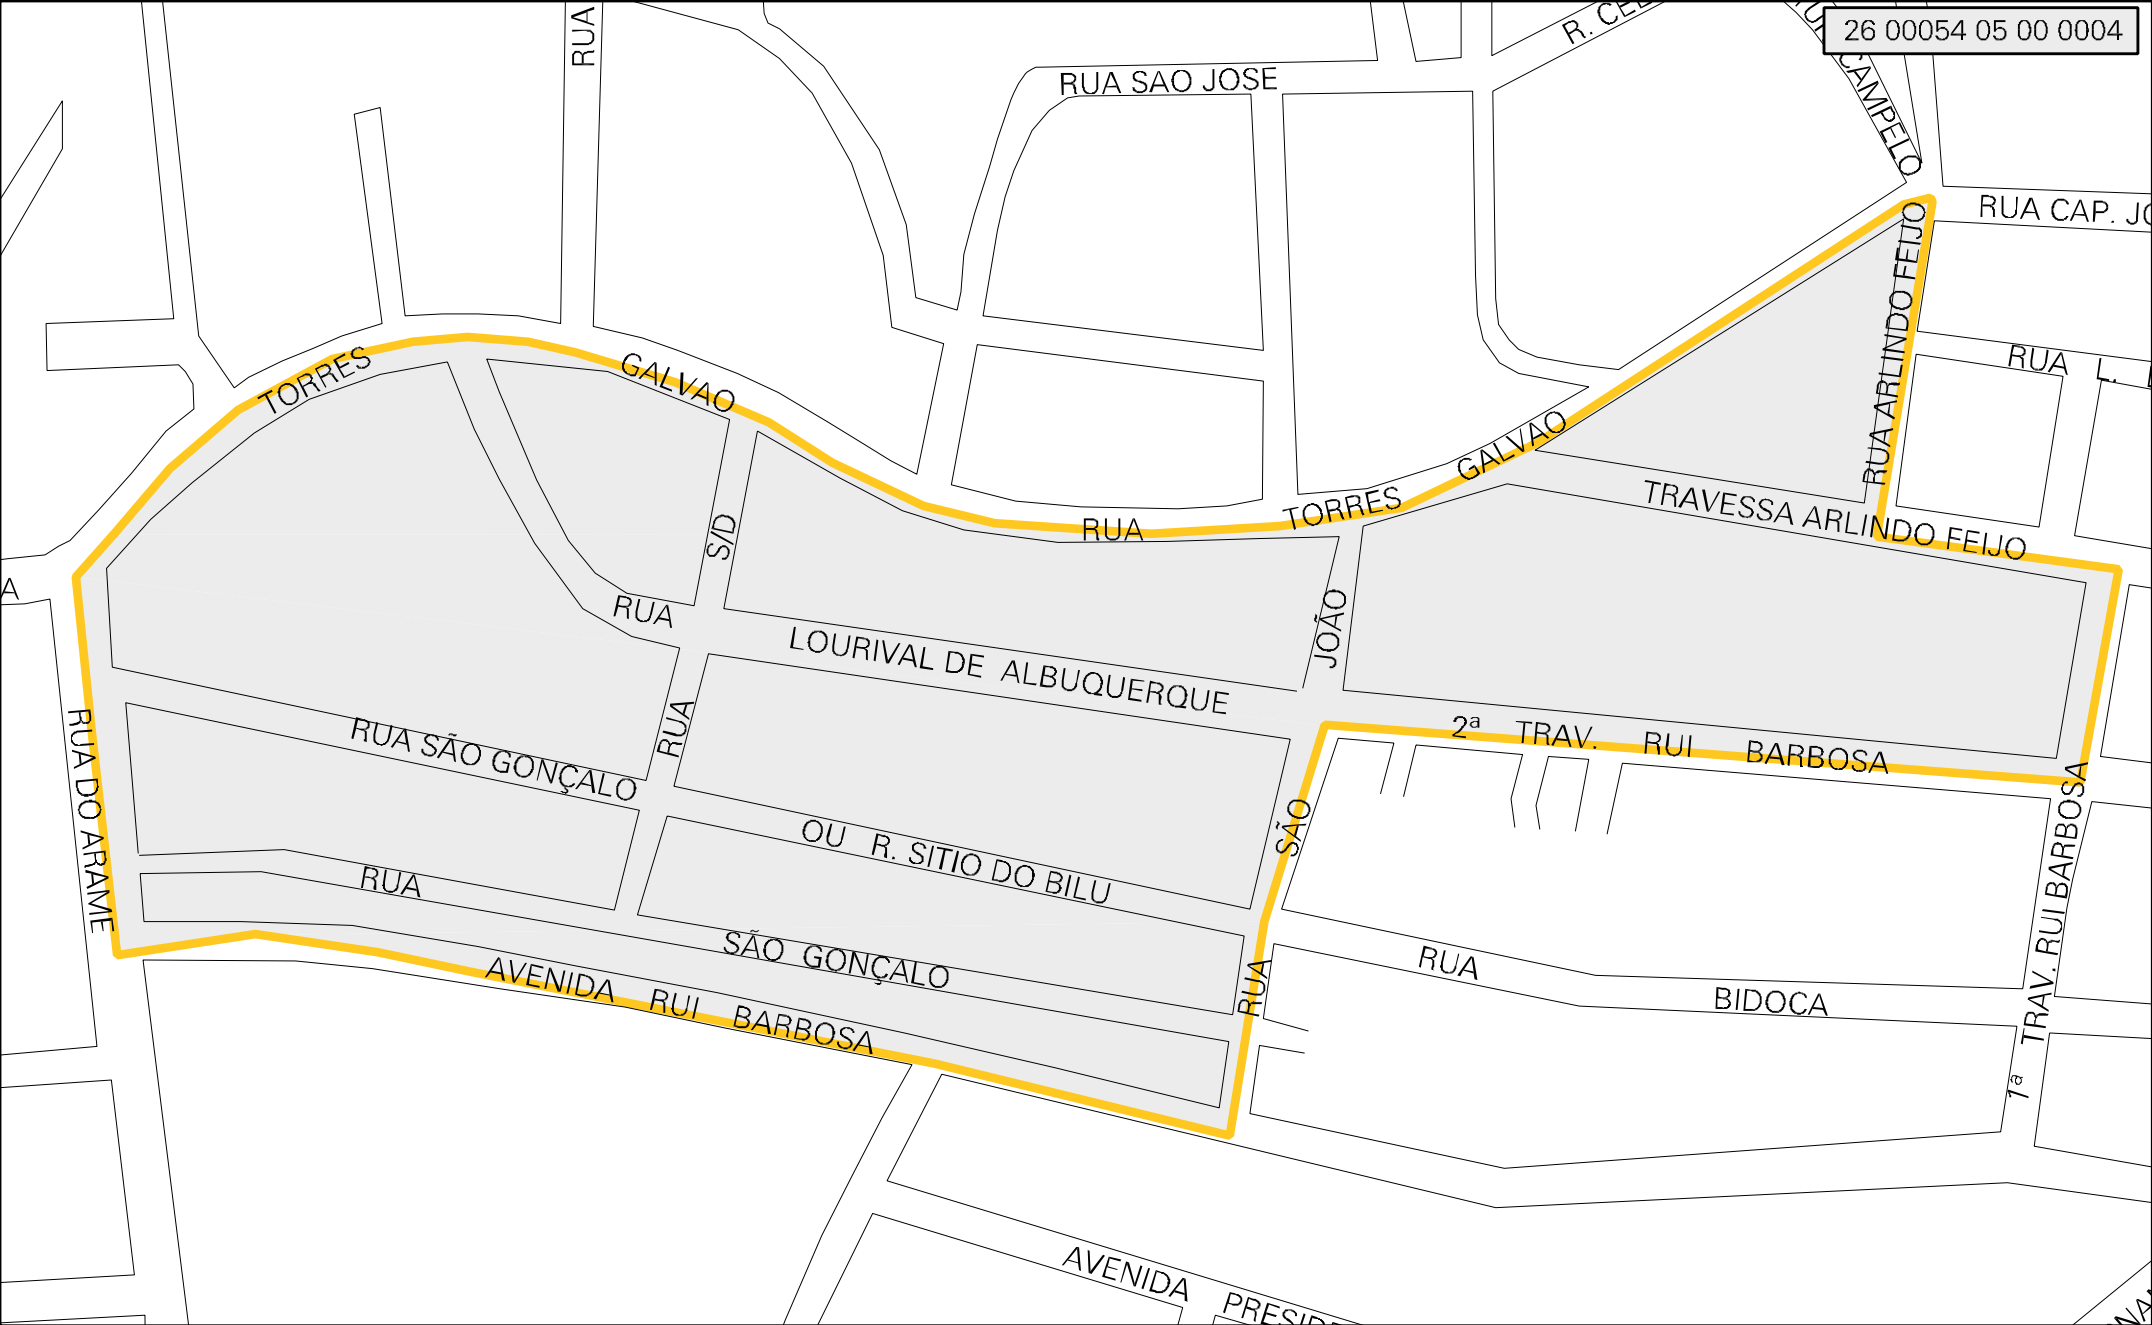 RUA
R. CEL
26 00054 05 00 0004
RUA SAO JOSE
CAMPELO
RUA CAP. JO
RUA L.
RUA ARLINDO FEIJO
TORRES
GALVAO
GALVAO
TORRES
RUA
TRAVESSA ARLINDO FEIJO
S/D
A
RUA
LOURIVAL DE ALBUQUERQUE
JOÃO
RUA
RUA SÃO GONÇALO
2ª TRAV. RUI BARBOSA
RUA DO ARAME
SÃO
OU R. SITIO DO BILU
RUA
SÃO GONÇALO
RUA
RUA
BIDOCA
1ª TRAV. RUI BARBOSA
AVENIDA RUI BARBOSA
AVENIDA PRESIDE